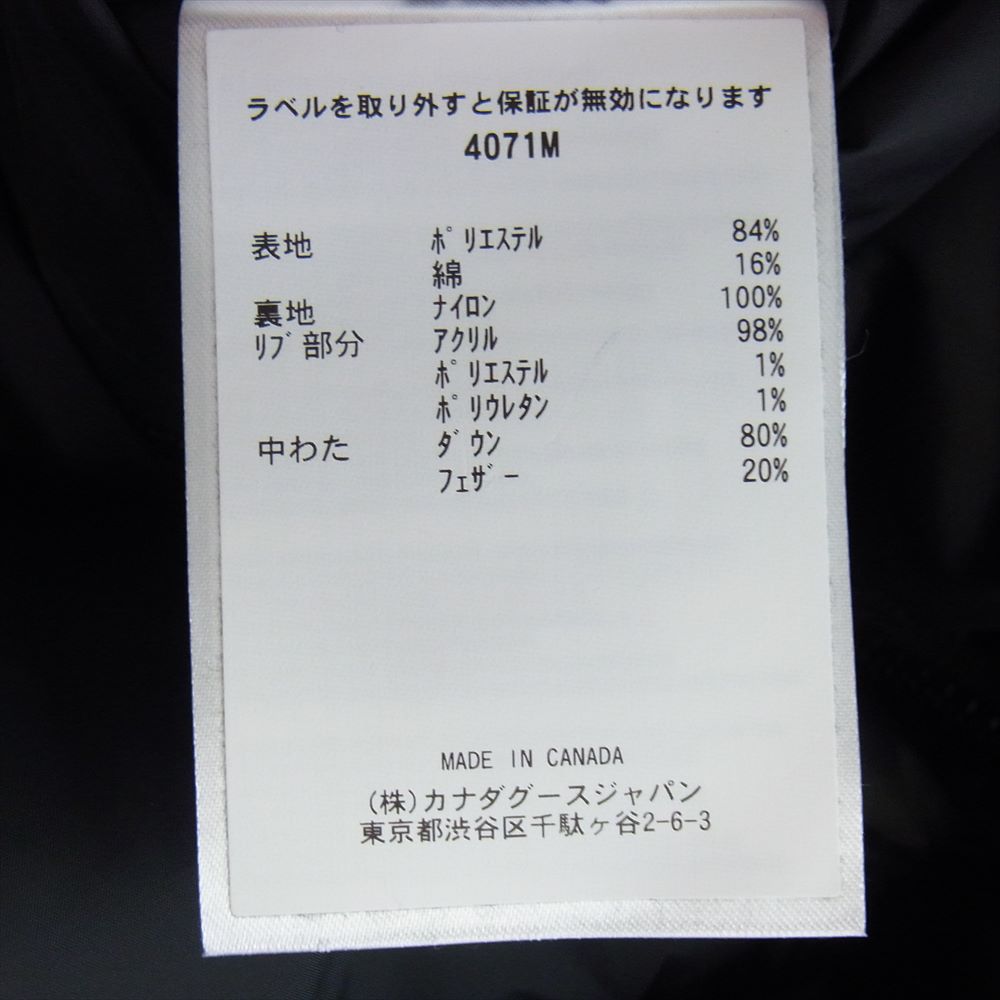 ラベルを取り外すと保証が無効になります
4071M
表地 ﾎﾟﾘｴｽﾃﾙ 84%
綿 16%
裏地 ﾅｲﾛﾝ 100%
ﾘﾌﾞ部分 ｱｸﾘﾙ 98%
ﾎﾟﾘｴｽﾃﾙ 1%
ﾎﾟﾘｳﾚﾀﾝ 1%
中わた ﾀﾞｳﾝ 80%
ﾌｪｻﾞｰ 20%
MADE IN CANADA
(株)カナダグースジャパン
東京都渋谷区千駄ヶ谷2-6-3